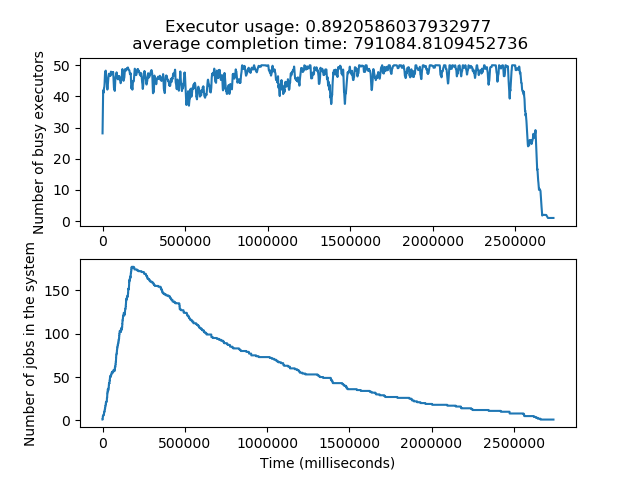 Executor usage: 0.8920586037932977
average completion time: 791084.8109452736
Number of busy executors
50
40
30
20
10
0
0 500000 1000000 1500000 2000000 2500000
Number of jobs in the system
150
100
50
0
0 500000 1000000 1500000 2000000 2500000
Time (milliseconds)